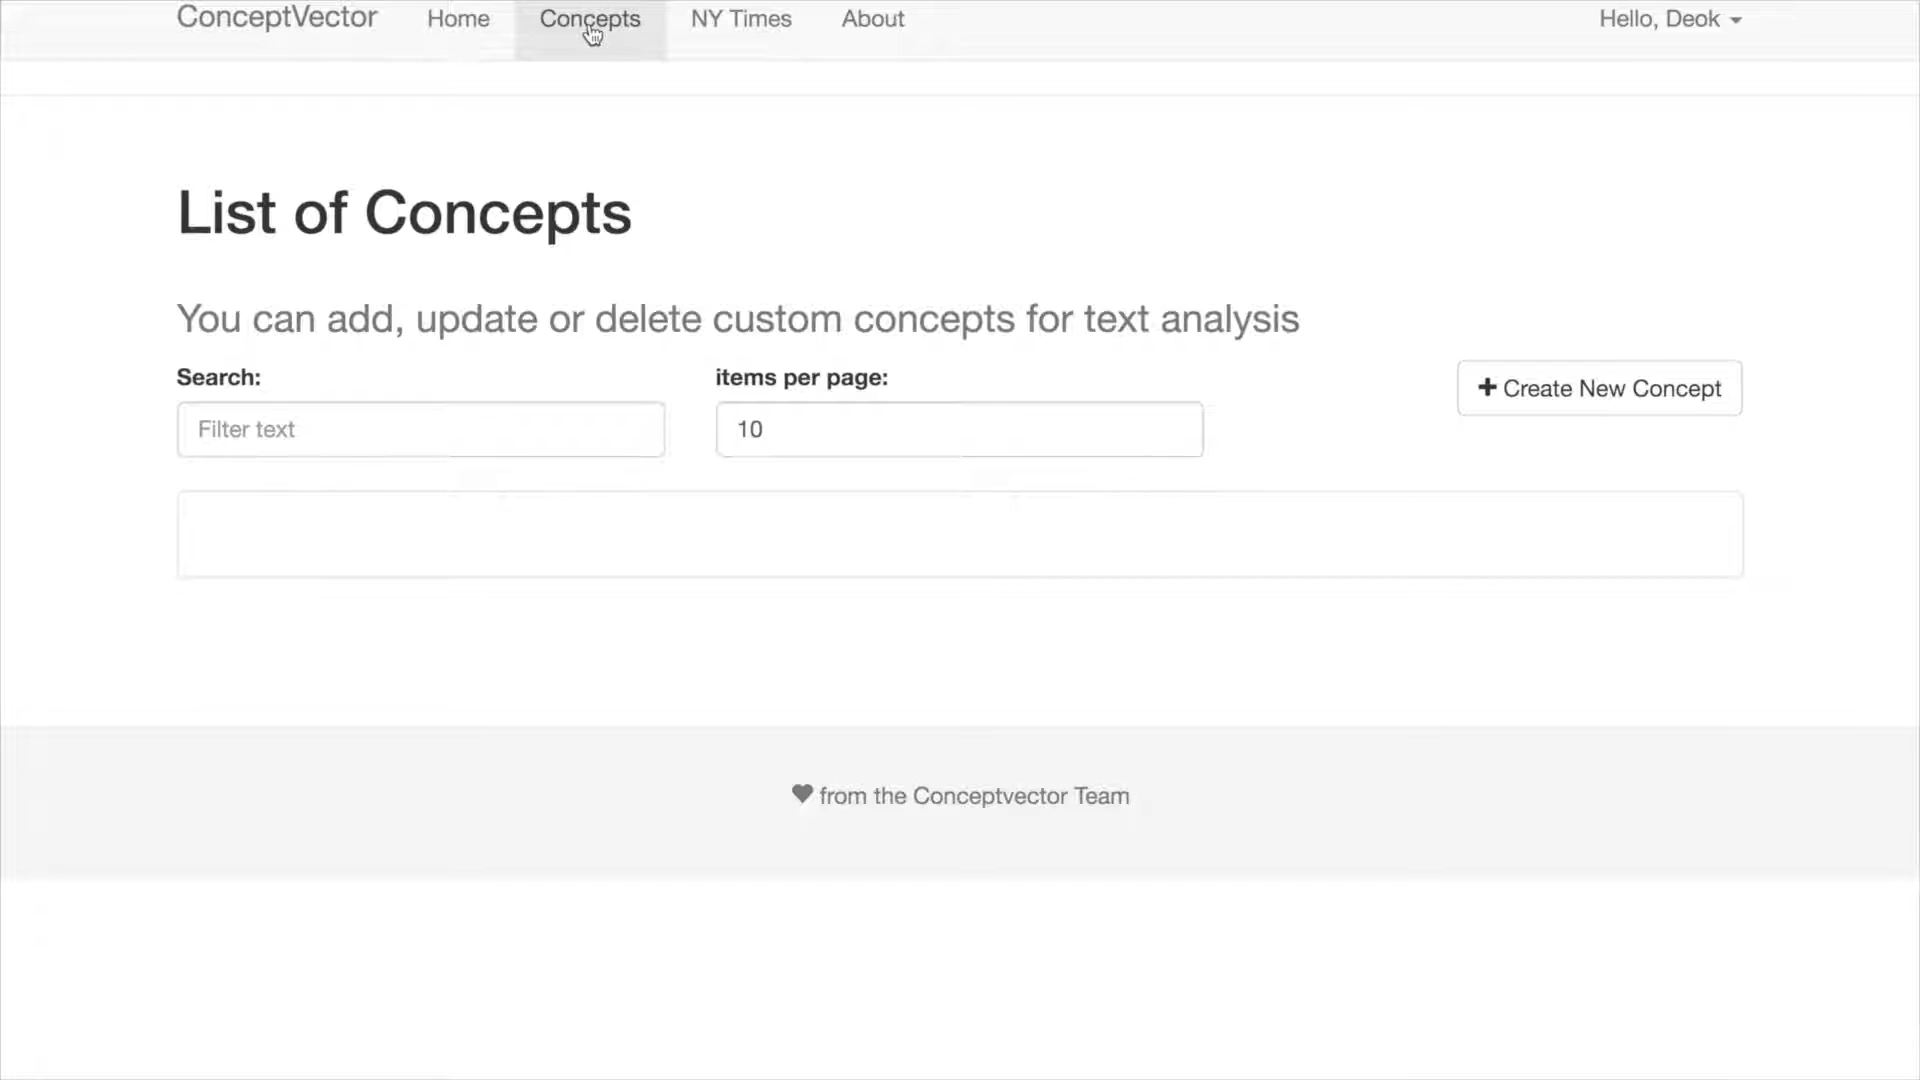 ConceptVector Home Concepts NY Times About Hello, Deok
List of Concepts
You can add, update or delete custom concepts for text analysis
Search: items per page:
Create New Concept
Filter text 10
from the Conceptvector Team